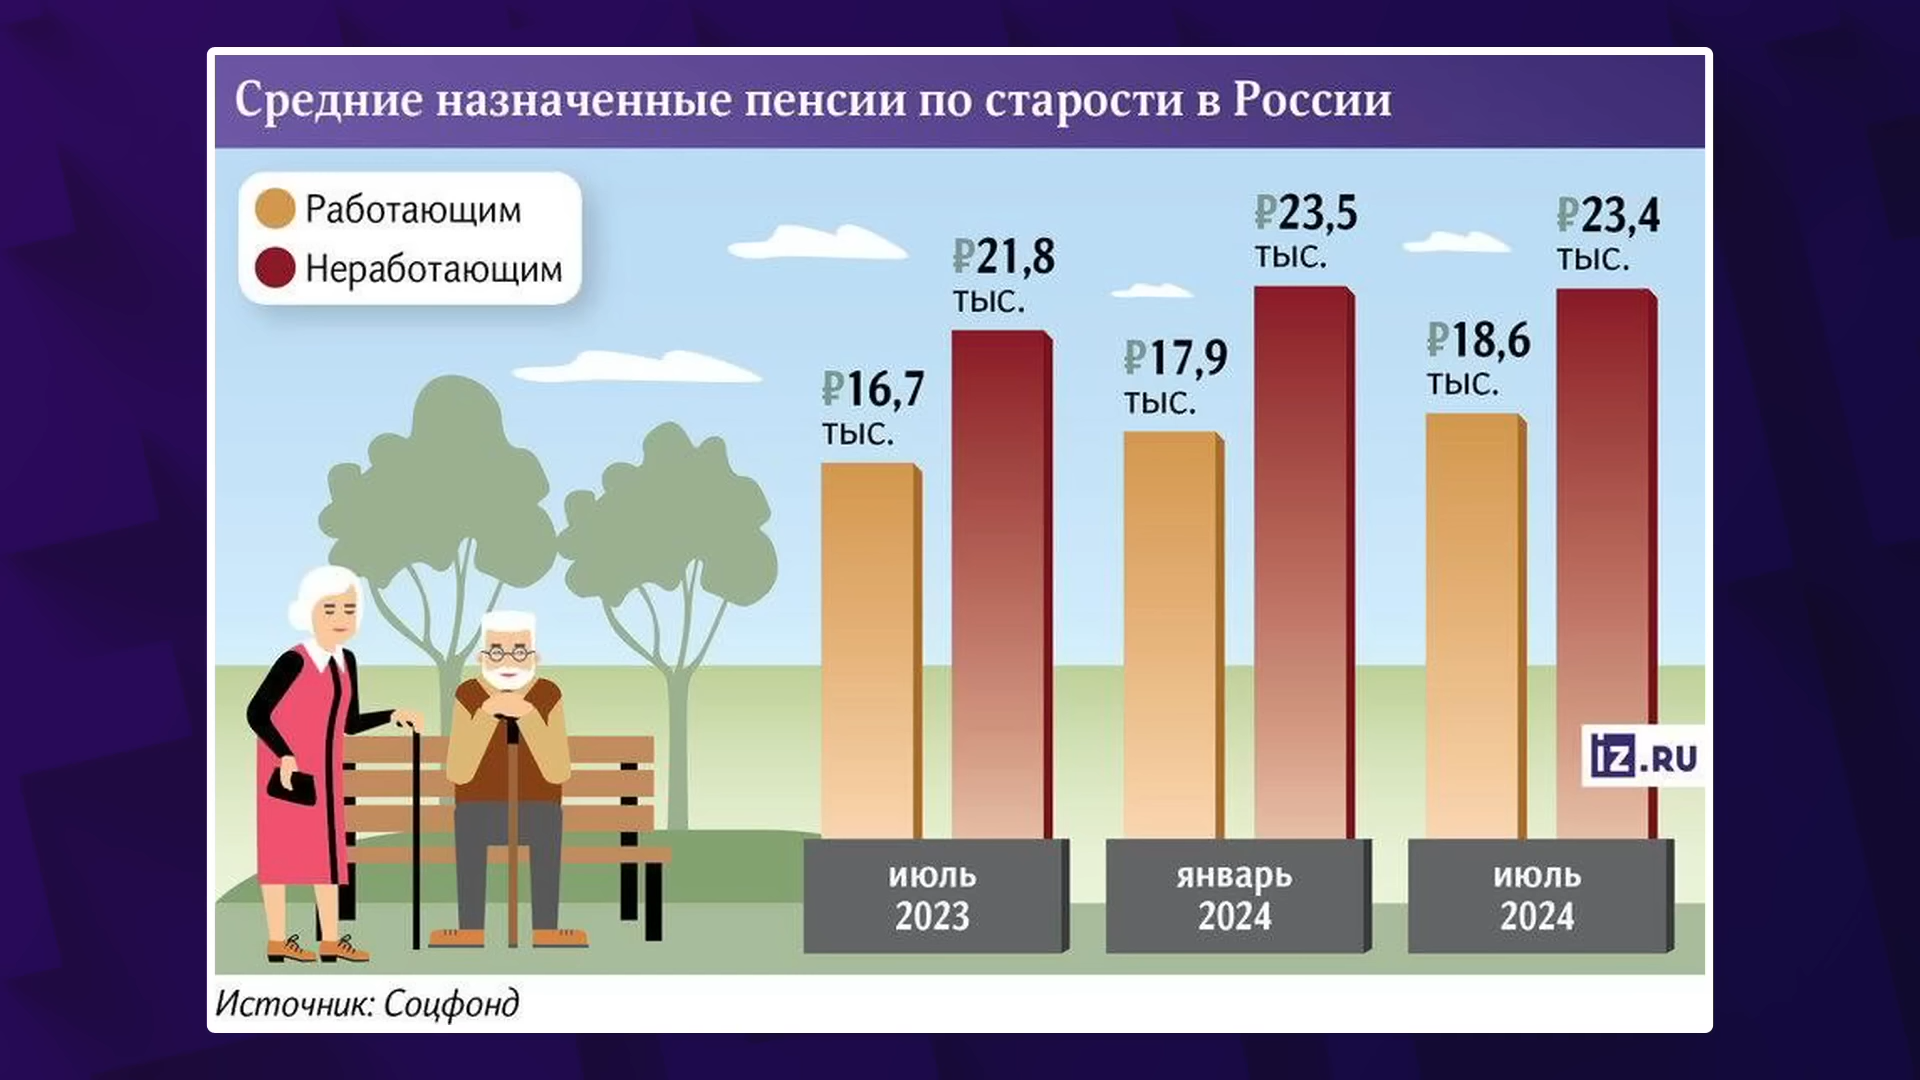 Средние назначенные пенсии по старости в России
Работающим
Неработающим
₽16,7
тыс.
₽21,8
тыс.
₽17,9
тыс.
₽23,5
тыс.
₽18,6
тыс.
₽23,4
тыс.
iz.RU
июль
2023
январь
2024
июль
2024
Источник: Соцфонд